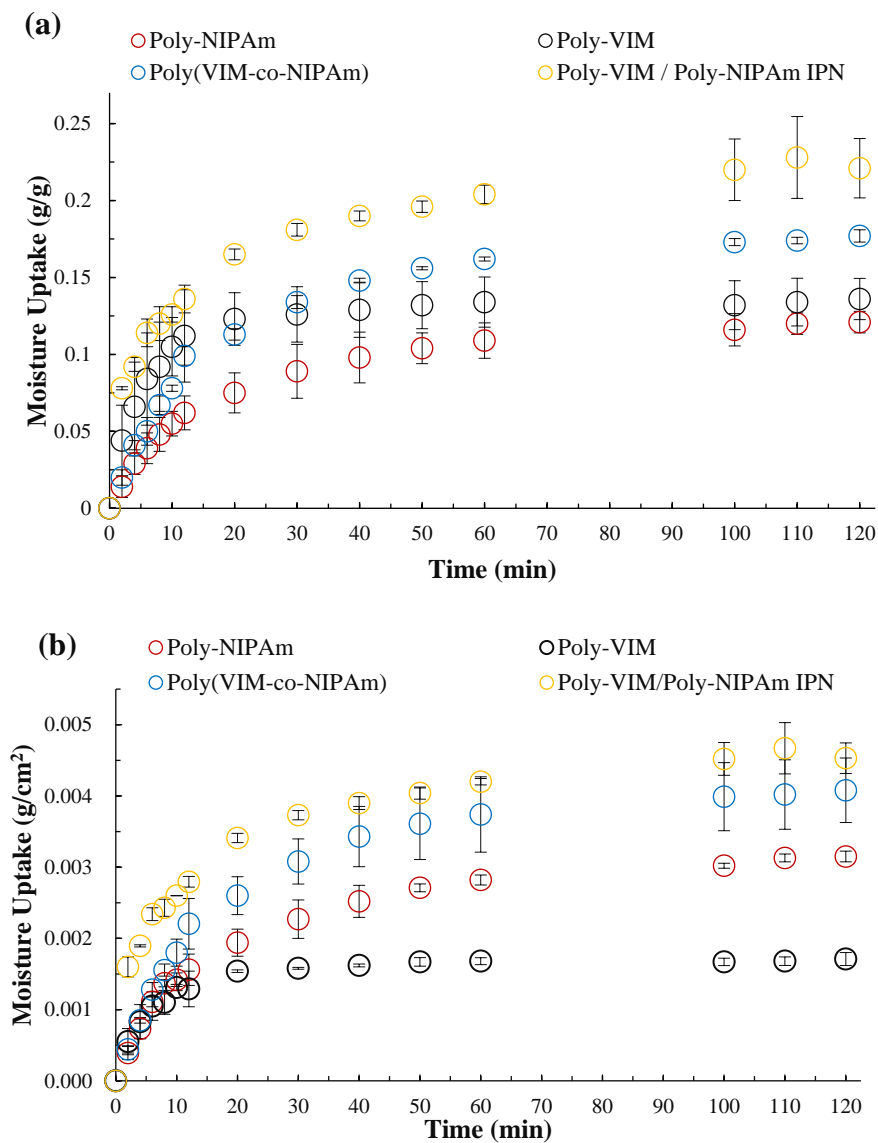 (a)
Poly-NIPAm
Poly-VIM
Poly(VIM-co-NIPAm)
Poly-VIM / Poly-NIPAm IPN
Moisture Uptake (g/g)
0.25
0.2
0.15
0.1
0.05
0
0 10 20 30 40 50 60 70 80 90 100 110 120
Time (min)
(b)
Poly-NIPAm
Poly-VIM
Poly(VIM-co-NIPAm)
Poly-VIM/Poly-NIPAm IPN
Moisture Uptake (g/cm²)
0.005
0.005
0.004
0.003
0.002
0.001
0.000
0 10 20 30 40 50 60 70 80 90 100 110 120
Time (min)